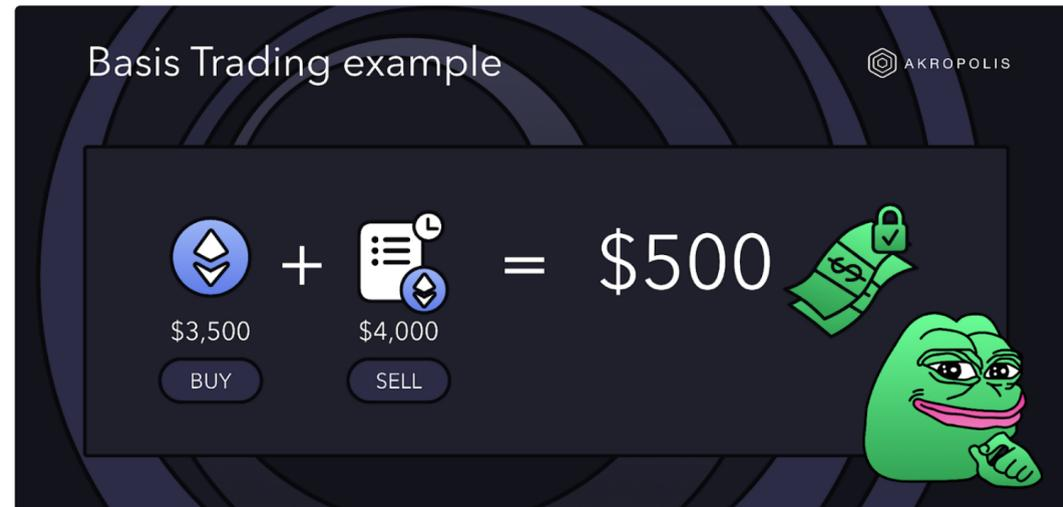 Basis Trading example
AKROPOLIS
+ = $500
$3,500 $4,000
BUY SELL